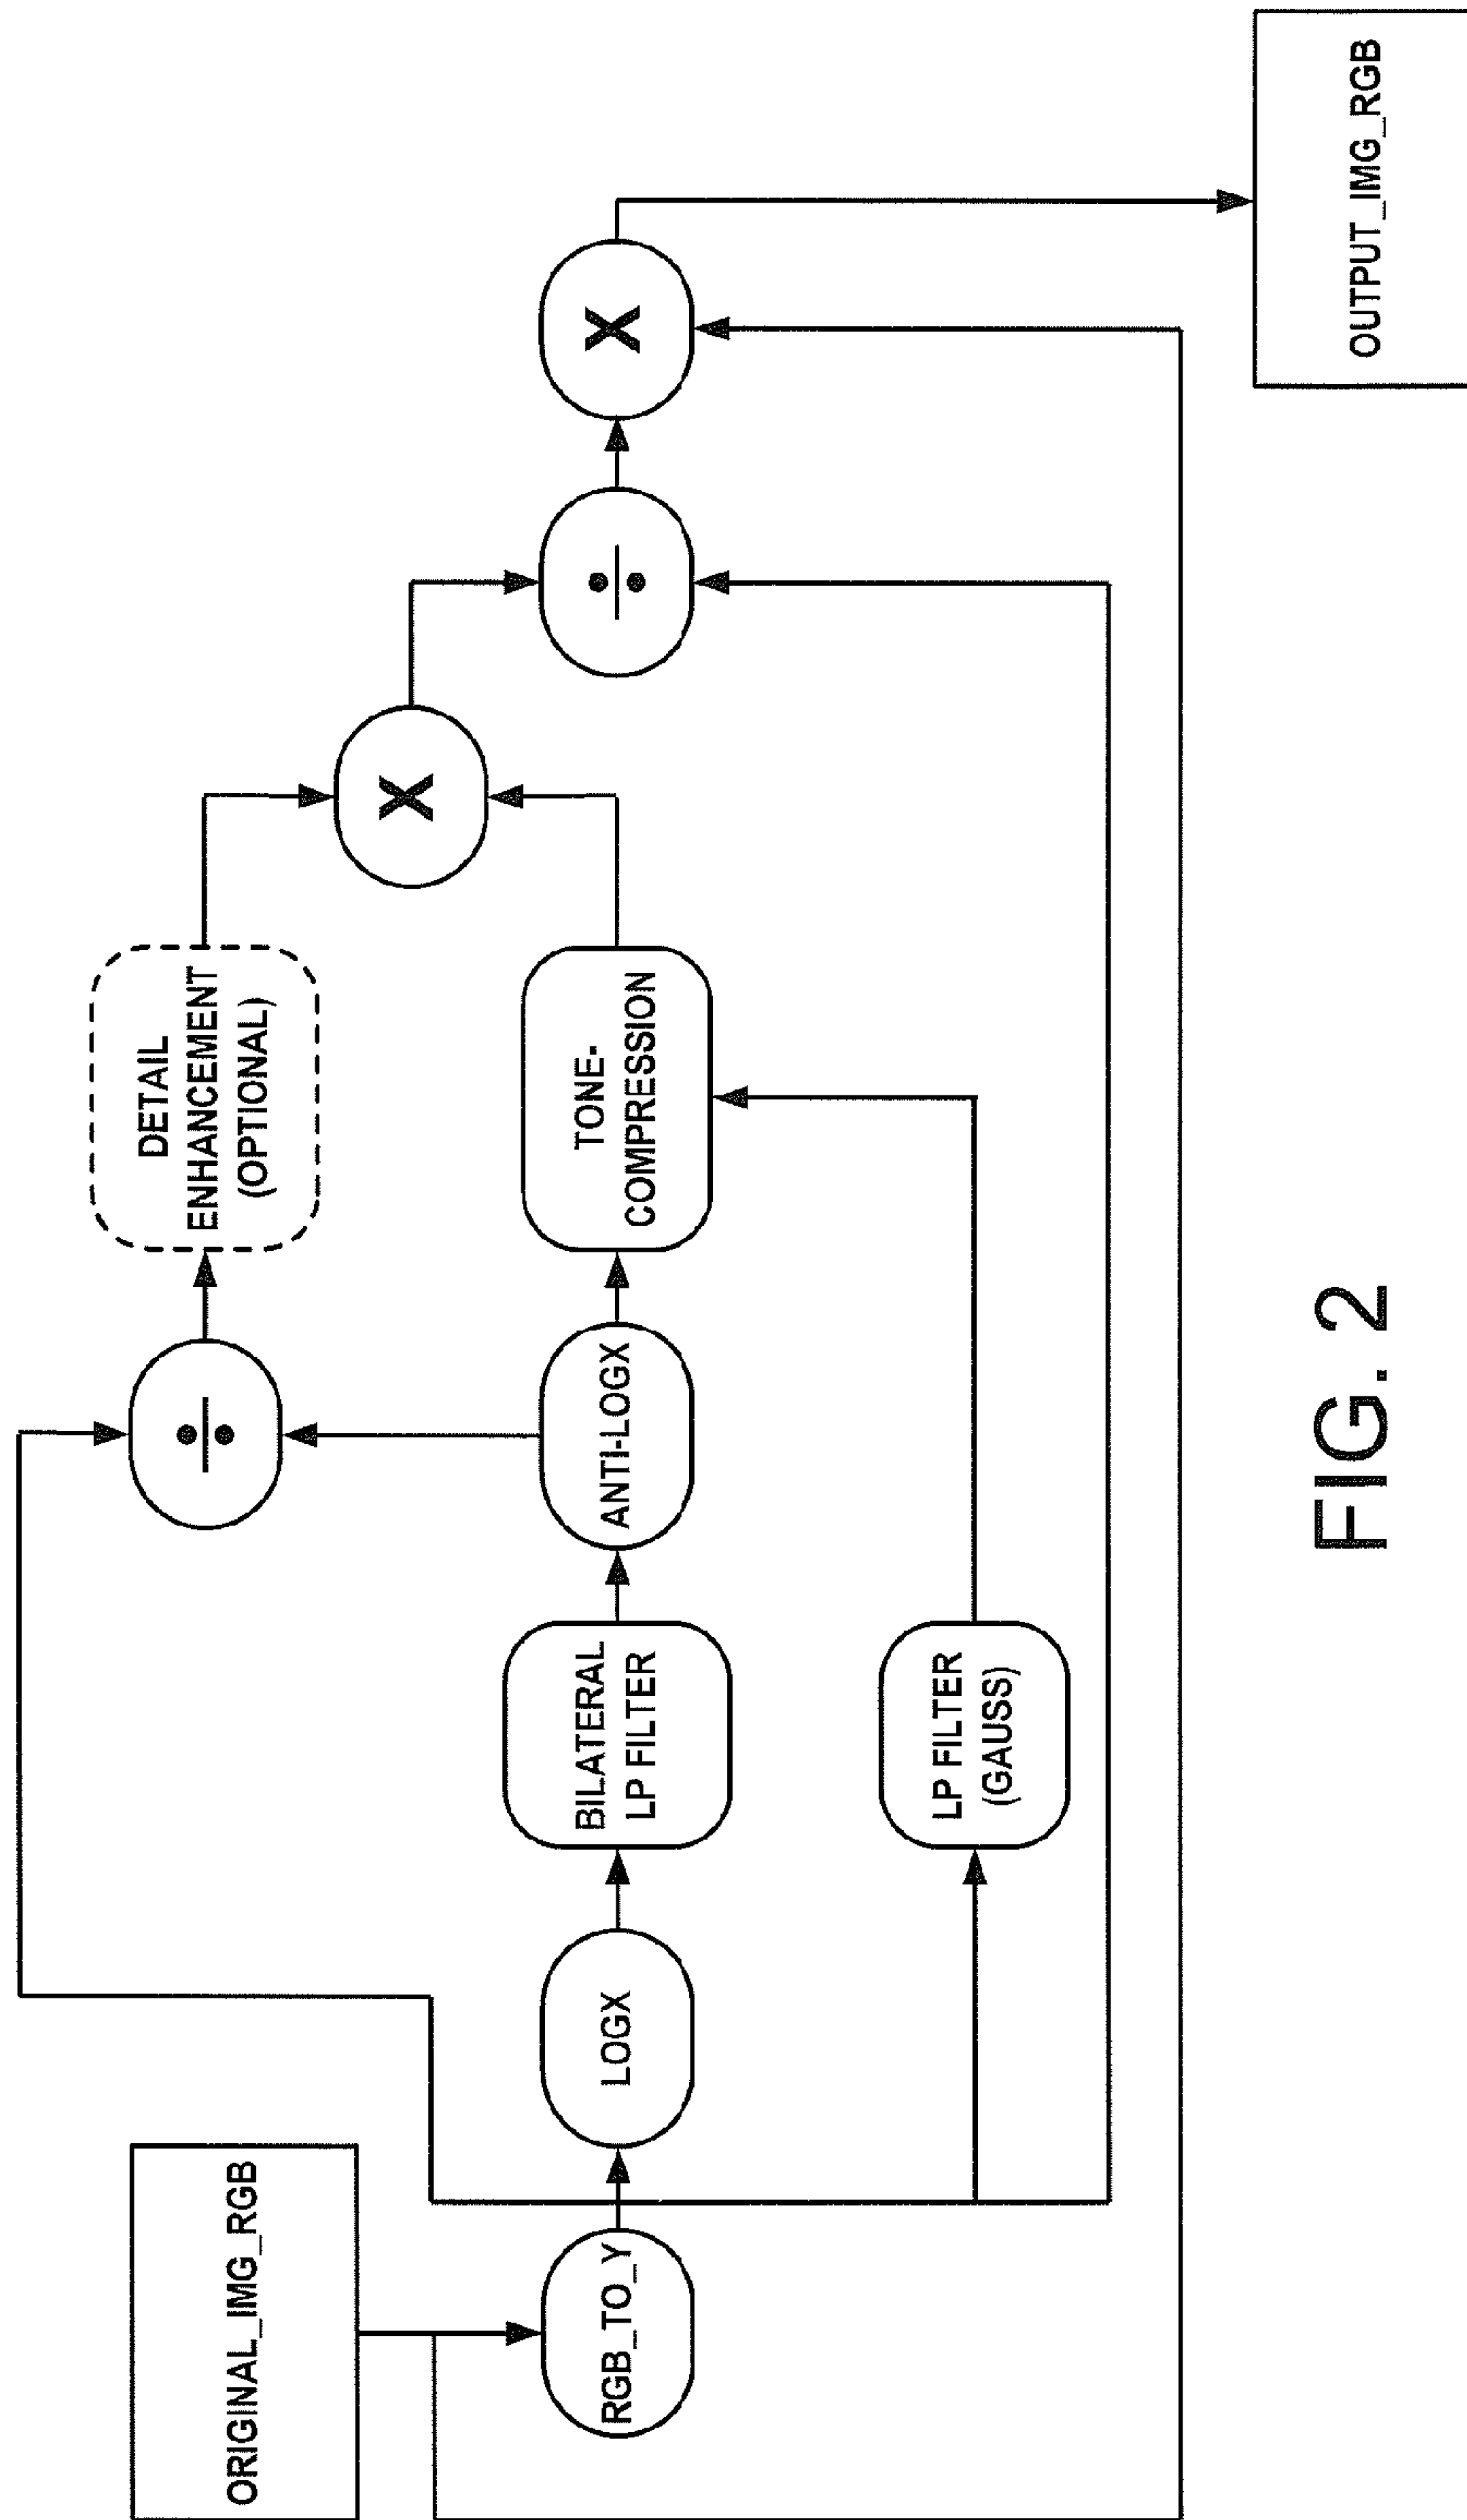 ORIGINAL_IMG_RGB
RGB_TO_Y
LOGX
BILATERAL
LP FILTER
ANTI-LOGX
LP FILTER
(GAUSS)
÷
DETAIL
ENHANCEMENT
(OPTIONAL)
TONE-
COMPRESSION
X
÷
X
OUTPUT_IMG_RGB
FIG. 2